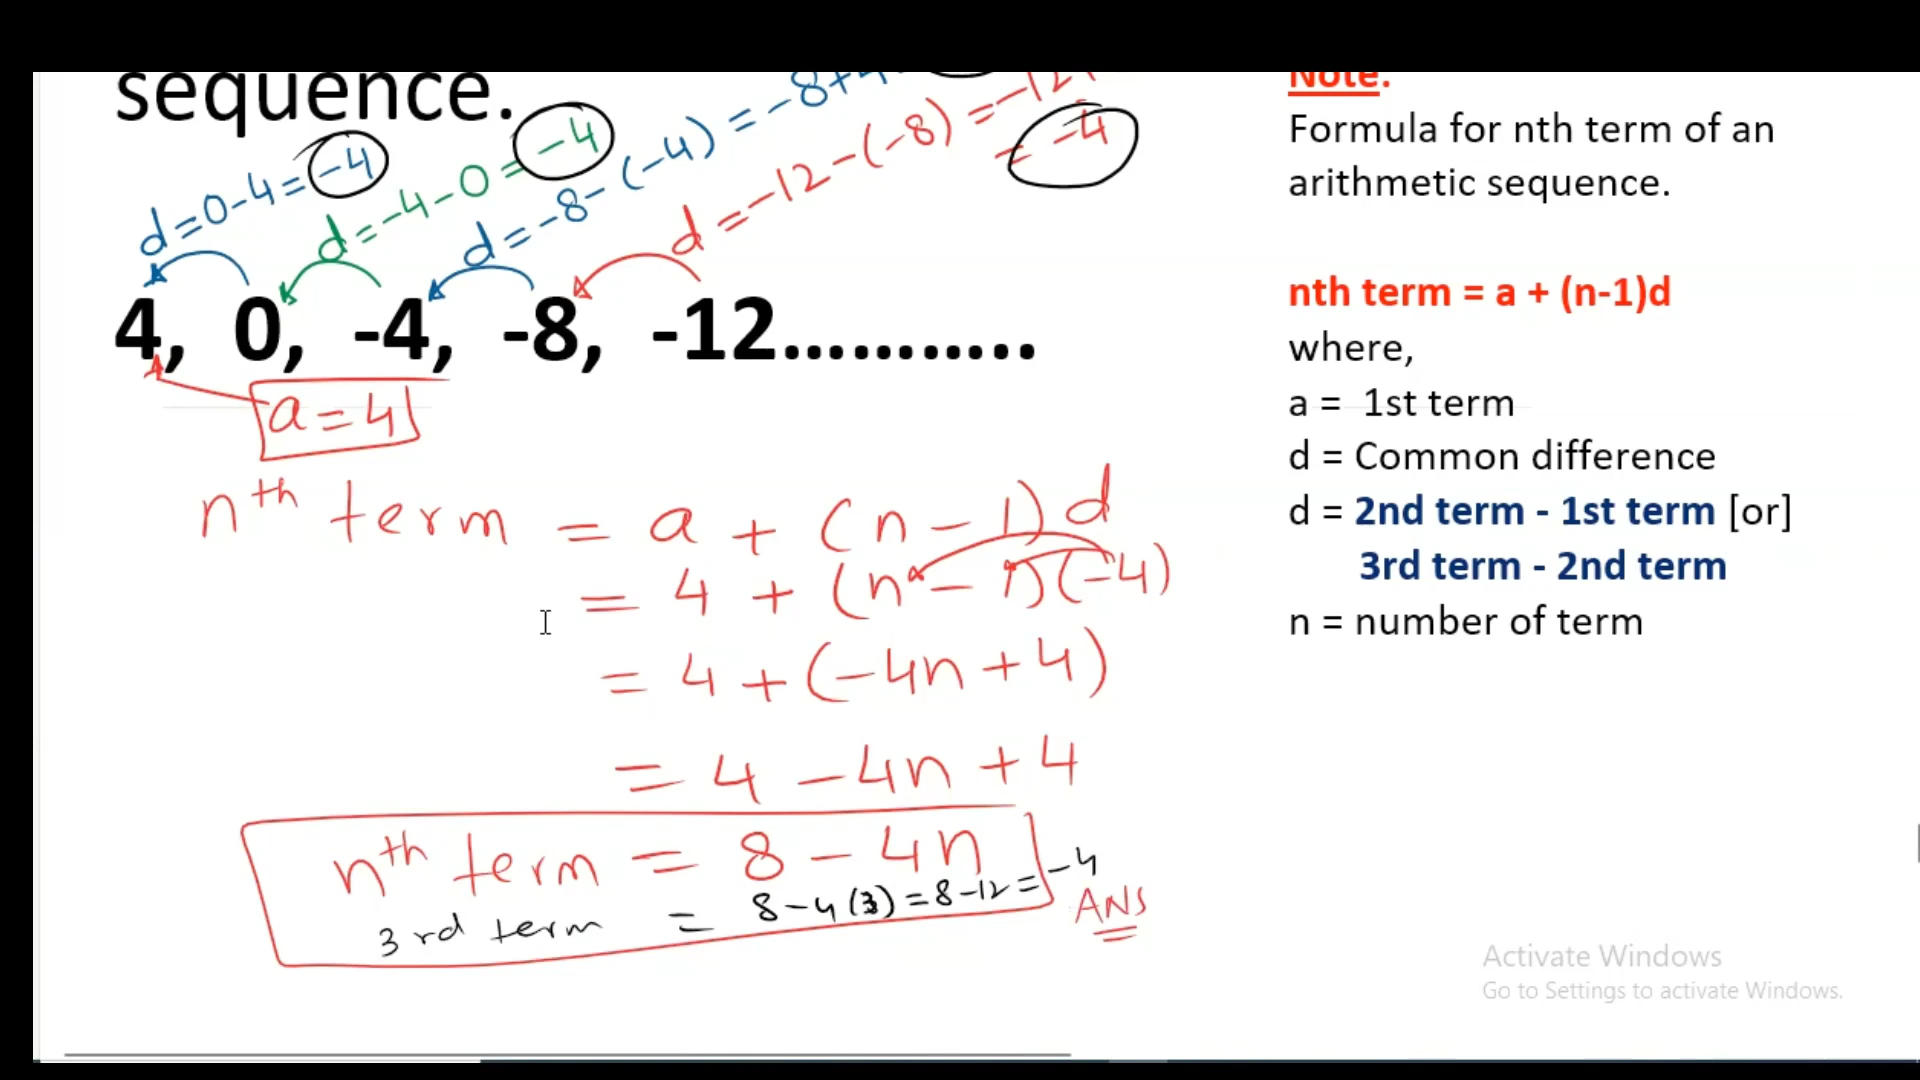 sequence.
d=0-4=-4
d=-4-0=-4
d=-8-(-4)=-8+4
d=-12-(-8)=-12+
=-4
4, 0, -4, -8, -12...........
a=4
nth term = a + (n-1)d
= 4 + (n-1)(-4)
= 4 + (-4n+4)
= 4 -4n +4
nth term = 8 - 4n
3rd term = 8-4(3)=8-12=-4
ANS
Note:
Formula for nth term of an
arithmetic sequence.
nth term = a + (n-1)d
where,
a = 1st term
d = Common difference
d = 2nd term - 1st term [or]
3rd term - 2nd term
n = number of term
Activate Windows
Go to Settings to activate Windows.